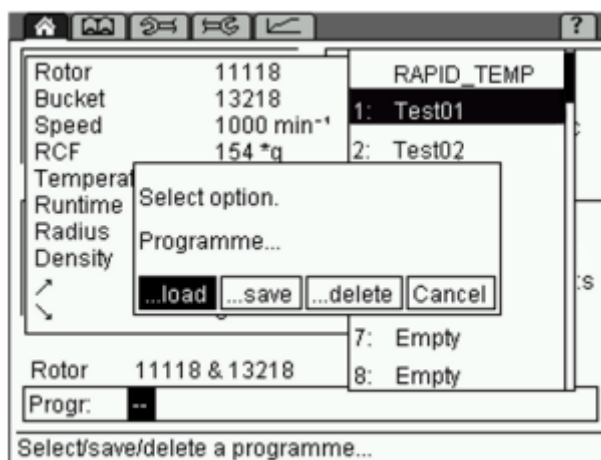 ?
Rotor 11118
Bucket 13218
Speed 1000 min⁻¹
RCF 154 *g
Temperat
Runtime
Radius
Density
RAPID_TEMP
1: Test01
2: Test02
Select option.
Programme...
...load ...save ...delete Cancel
:s
7: Empty
8: Empty
Rotor 11118 & 13218
Progr: --
Select/save/delete a programme...